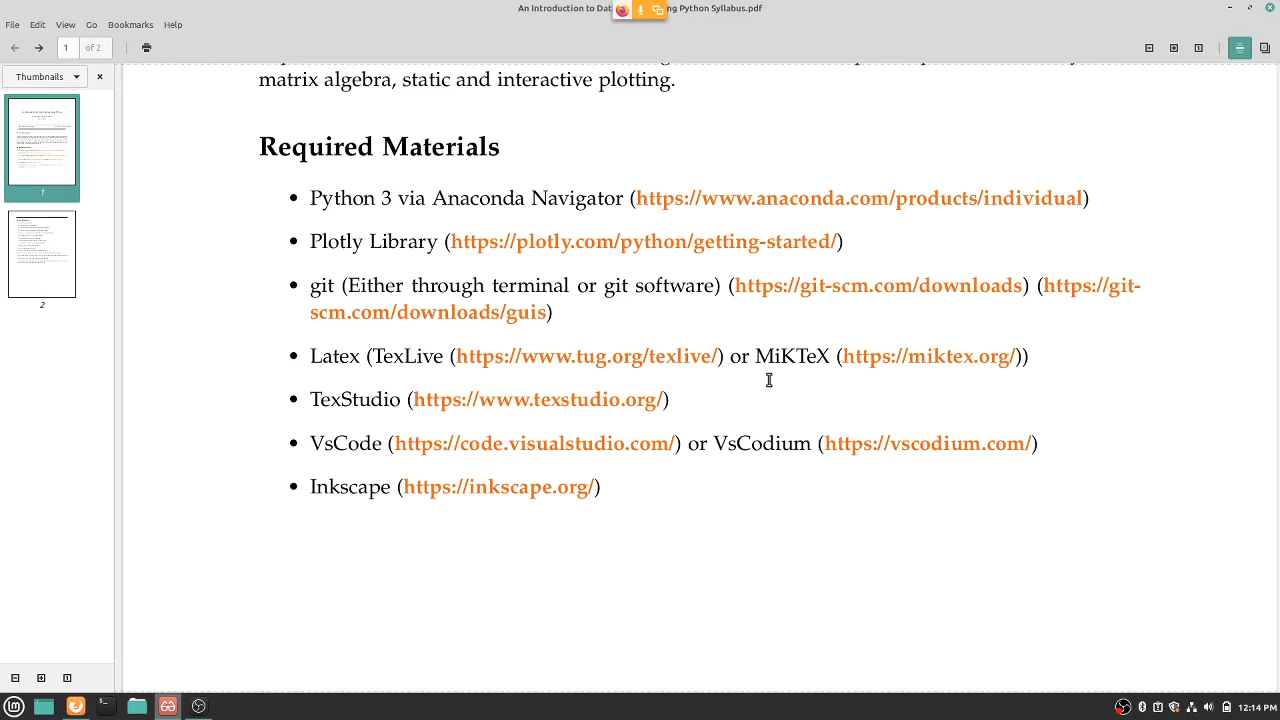 An Introduction to Dat ng Python Syllabus.pdf
File Edit View Go Bookmarks Help
1 of 2
Thumbnails
matrix algebra, static and interactive plotting.
Required Materials
• Python 3 via Anaconda Navigator (https://www.anaconda.com/products/individual)
• Plotly Library (https://plotly.com/python/getting-started/)
• git (Either through terminal or git software) (https://git-scm.com/downloads) (https://git-
scm.com/downloads/guis)
• Latex (TexLive (https://www.tug.org/texlive/) or MiKTeX (https://miktex.org/))
• TexStudio (https://www.texstudio.org/)
• VsCode (https://code.visualstudio.com/) or VsCodium (https://vscodium.com/)
• Inkscape (https://inkscape.org/)
1
2
12:14 PM